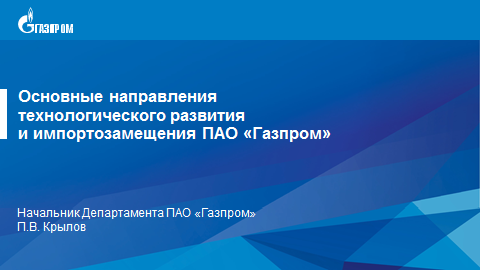 ГАЗПРОМ
Основные направления
технологического развития
и импортозамещения ПАО «Газпром»
Начальник Департамента ПАО «Газпром»
П.В. Крылов